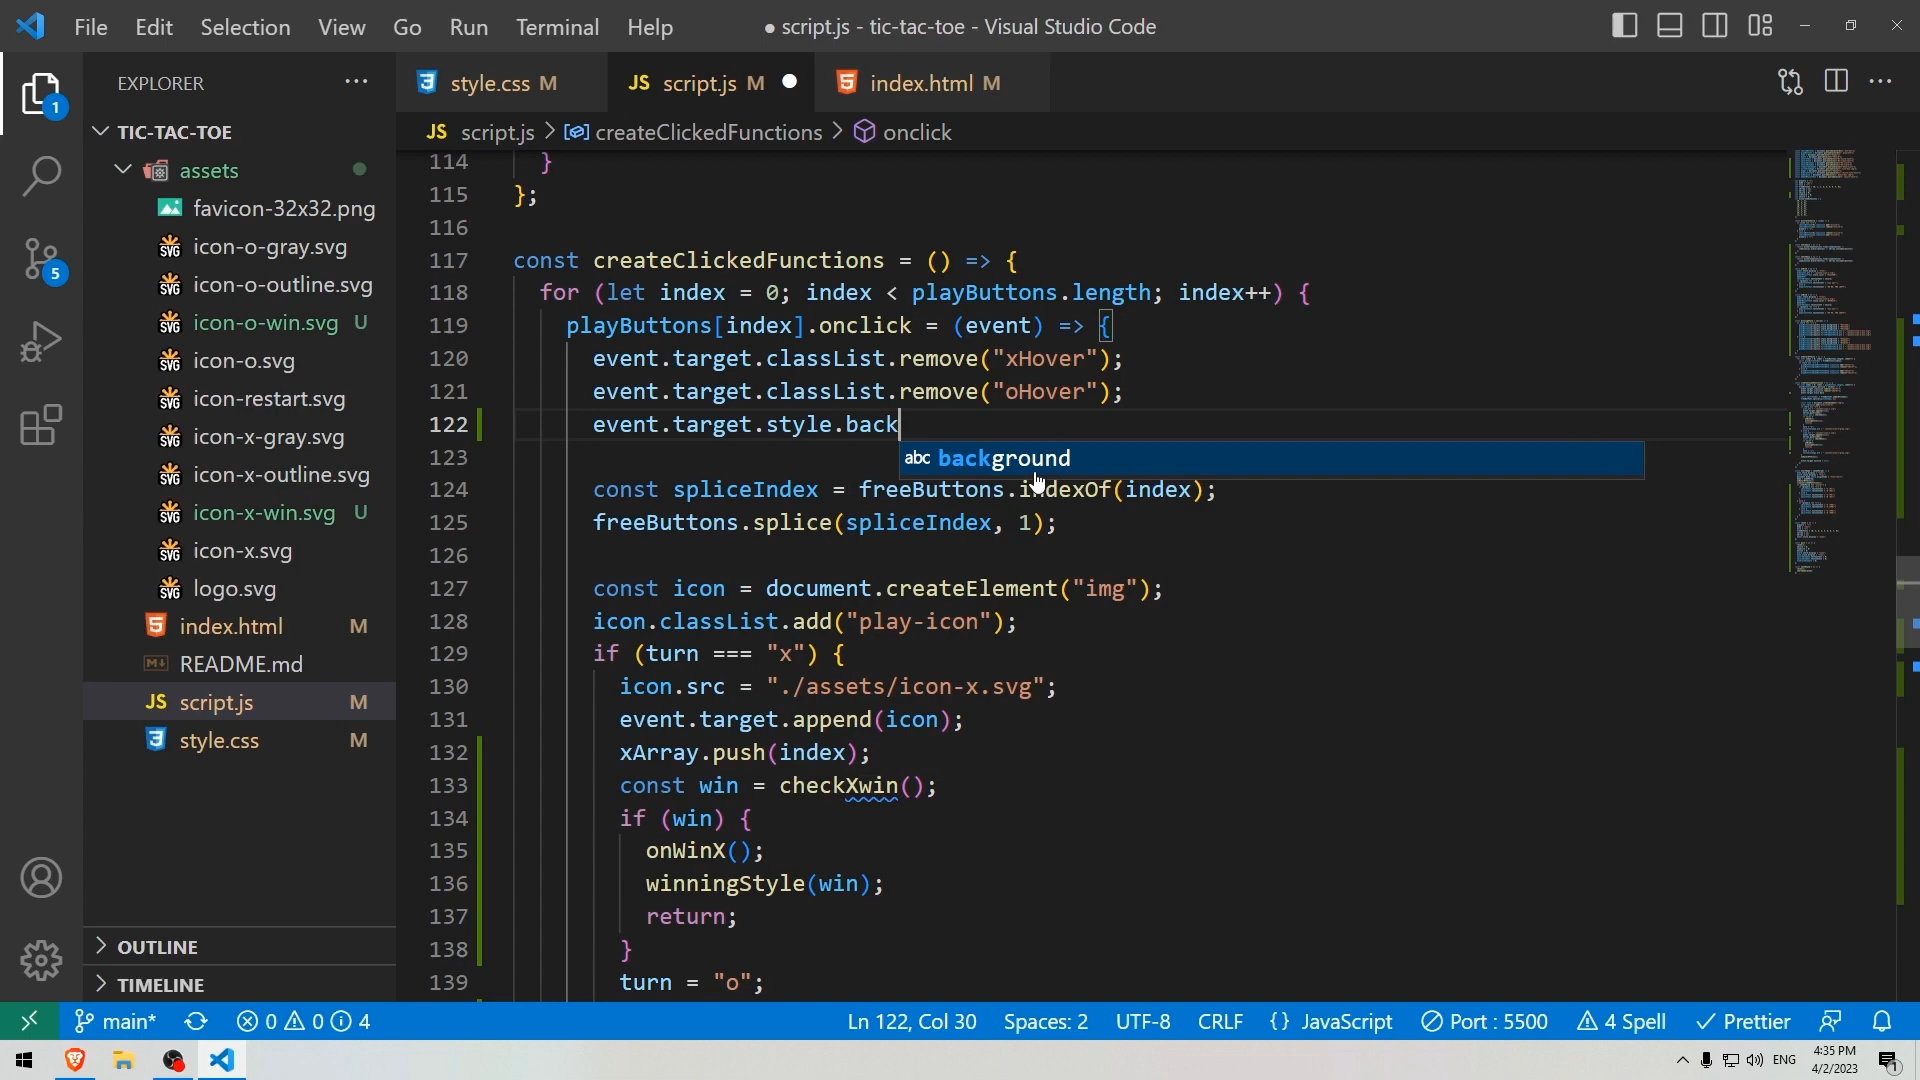 File Edit Selection View Go Run Terminal Help ● script.js - tic-tac-toe - Visual Studio Code
EXPLORER ···
TIC-TAC-TOE
assets
favicon-32x32.png
icon-o-gray.svg
icon-o-outline.svg
icon-o-win.svg U
icon-o.svg
icon-restart.svg
icon-x-gray.svg
icon-x-outline.svg
icon-x-win.svg U
icon-x.svg
logo.svg
index.html M
README.md
JS script.js M
style.css M
OUTLINE
TIMELINE
1
5
style.css M JS script.js M ● index.html M
JS script.js > createClickedFunctions > onclick
114 }
115 };
116
117 const createClickedFunctions = () => {
118 for (let index = 0; index < playButtons.length; index++) {
119 playButtons[index].onclick = (event) => {
120 event.target.classList.remove("xHover");
121 event.target.classList.remove("oHover");
122 event.target.style.back
abc background
123
124 const spliceIndex = freeButtons.indexOf(index);
125 freeButtons.splice(spliceIndex, 1);
126
127 const icon = document.createElement("img");
128 icon.classList.add("play-icon");
129 if (turn === "x") {
130 icon.src = "./assets/icon-x.svg";
131 event.target.append(icon);
132 xArray.push(index);
133 const win = checkXwin();
134 if (win) {
135 onWinX();
136 winningStyle(win);
137 return;
138 }
139 turn = "o";
main* 0 0 4 Ln 122, Col 30 Spaces: 2 UTF-8 CRLF {} JavaScript Port : 5500 4 Spell Prettier
ENG 4:35 PM
4/2/2023
1